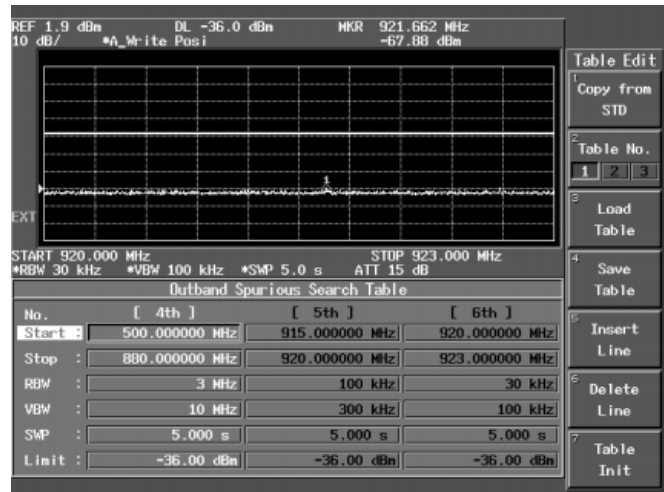 REF 1.9 dBm DL -36.0 dBm MKR 921.662 MHz
10 dB/ *A_Write Posi -67.88 dBm
1
EXT
START 920.000 MHz STOP 923.000 MHz
*RBW 30 kHz *VBW 100 kHz *SWP 5.0 s ATT 15 dB
Outband Spurious Search Table
No. [ 4th ] [ 5th ] [ 6th ]
Start : 500.000000 MHz 915.000000 MHz 920.000000 MHz
Stop : 880.000000 MHz 920.000000 MHz 923.000000 MHz
RBW : 3 MHz 100 kHz 30 kHz
VBW : 10 MHz 300 kHz 100 kHz
SWP : 5.000 s 5.000 s 5.000 s
Limit : -36.00 dBm -36.00 dBm -36.00 dBm
Table Edit
1
Copy from
STD
2
Table No.
1 2 3
3
Load
Table
4
Save
Table
5
Insert
Line
6
Delete
Line
7
Table
Init